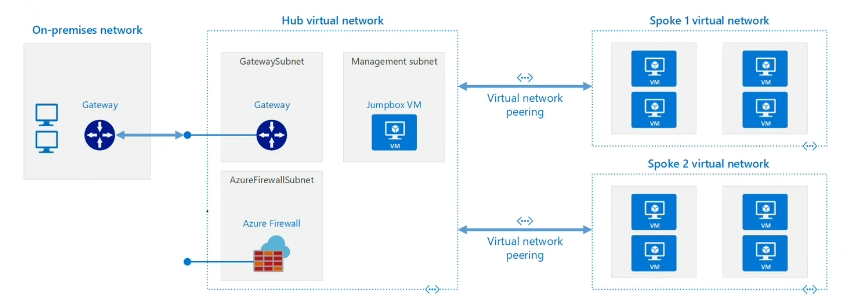 On-premises network
Gateway
Hub virtual network
GatewaySubnet
Gateway
Management subnet
Jumpbox VM
VM
AzureFirewallSubnet
Azure Firewall
Virtual network
peering
Virtual network
peering
Spoke 1 virtual network
VM
VM
VM
VM
Spoke 2 virtual network
VM
VM
VM
VM